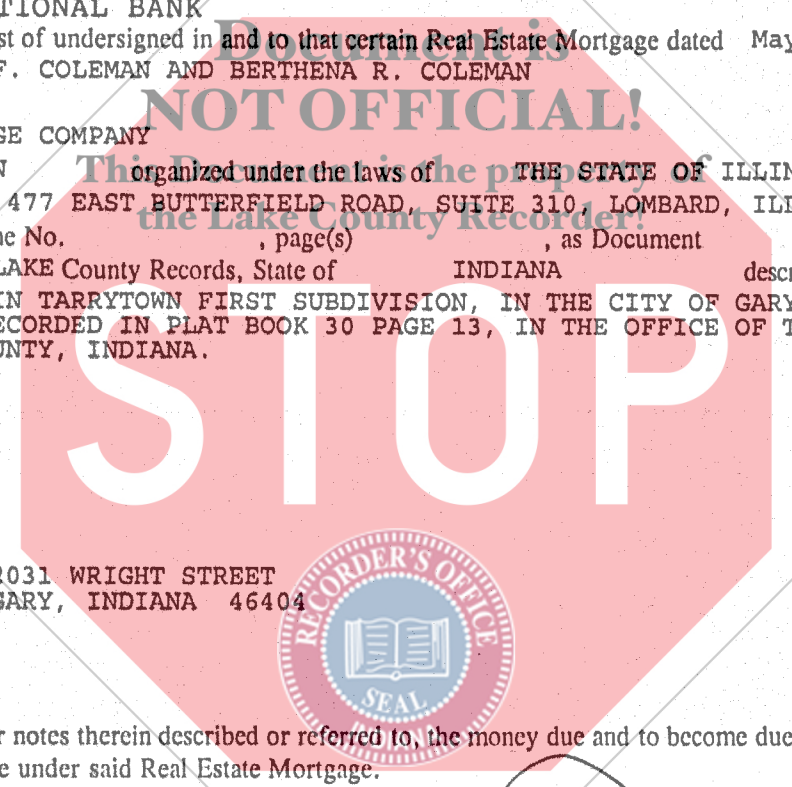 TIONAL BANK
st of undersigned in and to that certain Real Estate Mortgage dated May
Document is
F. COLEMAN AND BERTHENA R. COLEMAN
NOT OFFICIAL!
GE COMPANY
N organized under the laws of THE STATE OF ILLIN
This Document is the property of
477 EAST BUTTERFIELD ROAD, SUITE 310, LOMBARD, ILL
the Lake County Recorder!
ne No. , page(s) , as Document
LAKE County Records, State of INDIANA descr
IN TARRYTOWN FIRST SUBDIVISION, IN THE CITY OF GARY
ECORDED IN PLAT BOOK 30 PAGE 13, IN THE OFFICE OF T
UNTY, INDIANA.
STOP
2031 WRIGHT STREET
GARY, INDIANA 46404
RECORDER'S OFFICE
SEAL
INDIANA
r notes therein described or referred to, the money due and to become due
e under said Real Estate Mortgage.